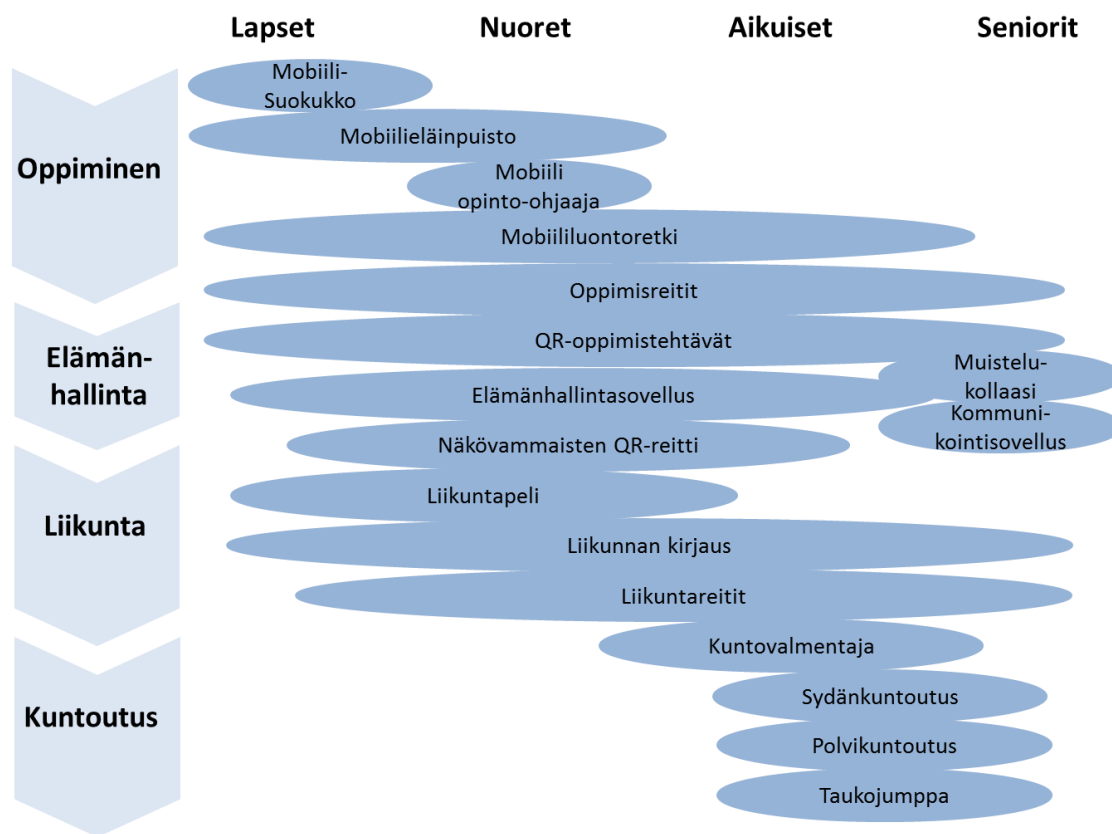 Lapset Nuoret Aikuiset Seniorit
Mobiili-
Suokukko
Mobiilieläinpuisto
Oppiminen
Mobiili
opinto-ohjaaja
Mobiililuontoretki
Oppimisreitit
QR-oppimistehtävät
Elämän-
hallinta
Muistelu-
kollaasi
Elämänhallintasovellus
Kommuni-
kointisovellus
Näkövammaisten QR-reitti
Liikuntapeli
Liikunta
Liikunnan kirjaus
Liikuntareitit
Kuntovalmentaja
Sydänkuntoutus
Kuntoutus
Polvikuntoutus
Taukojumppa